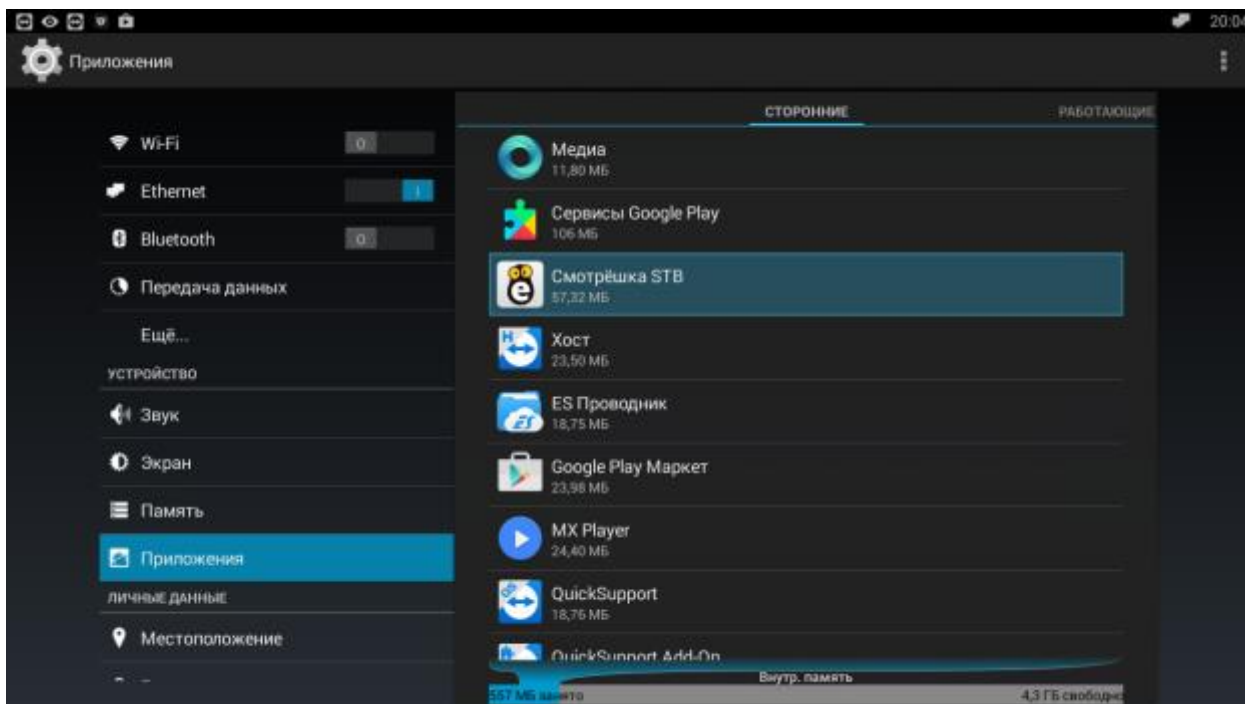 20:04
Приложения
СТОРОННИЕ
РАБОТАЮЩИЕ
Wi-Fi
Ethernet
Bluetooth
Передача данных
Ещё...
УСТРОЙСТВО
Звук
Экран
Память
Приложения
ЛИЧНЫЕ ДАННЫЕ
Местоположение
Медиа
11,80 МБ
Сервисы Google Play
106 МБ
Смотрёшка STB
57,32 МБ
Хост
23,50 МБ
ES Проводник
18,75 МБ
Google Play Маркет
23,98 МБ
MX Player
24,40 МБ
QuickSupport
18,76 МБ
QuickSupport Add-On
Внутр. память
557 МБ занято
4,3 ГБ свободно